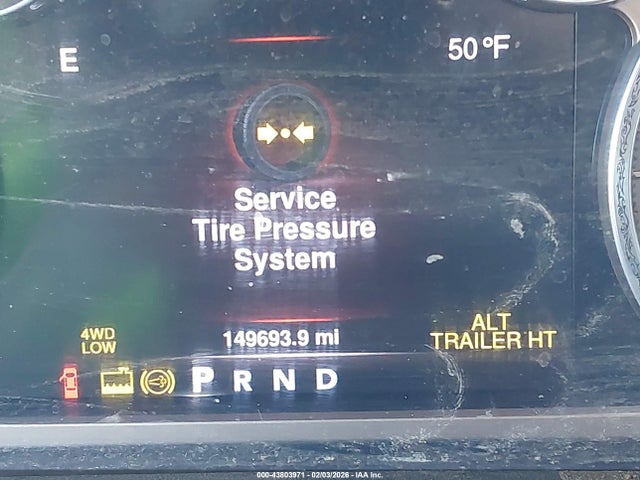 E
50 °F
Service
Tire Pressure
System
4WD
LOW
149693.9 mi
ALT
TRAILER HT
P R N D
000-43803971 - 02/03/2026 - IAA Inc.